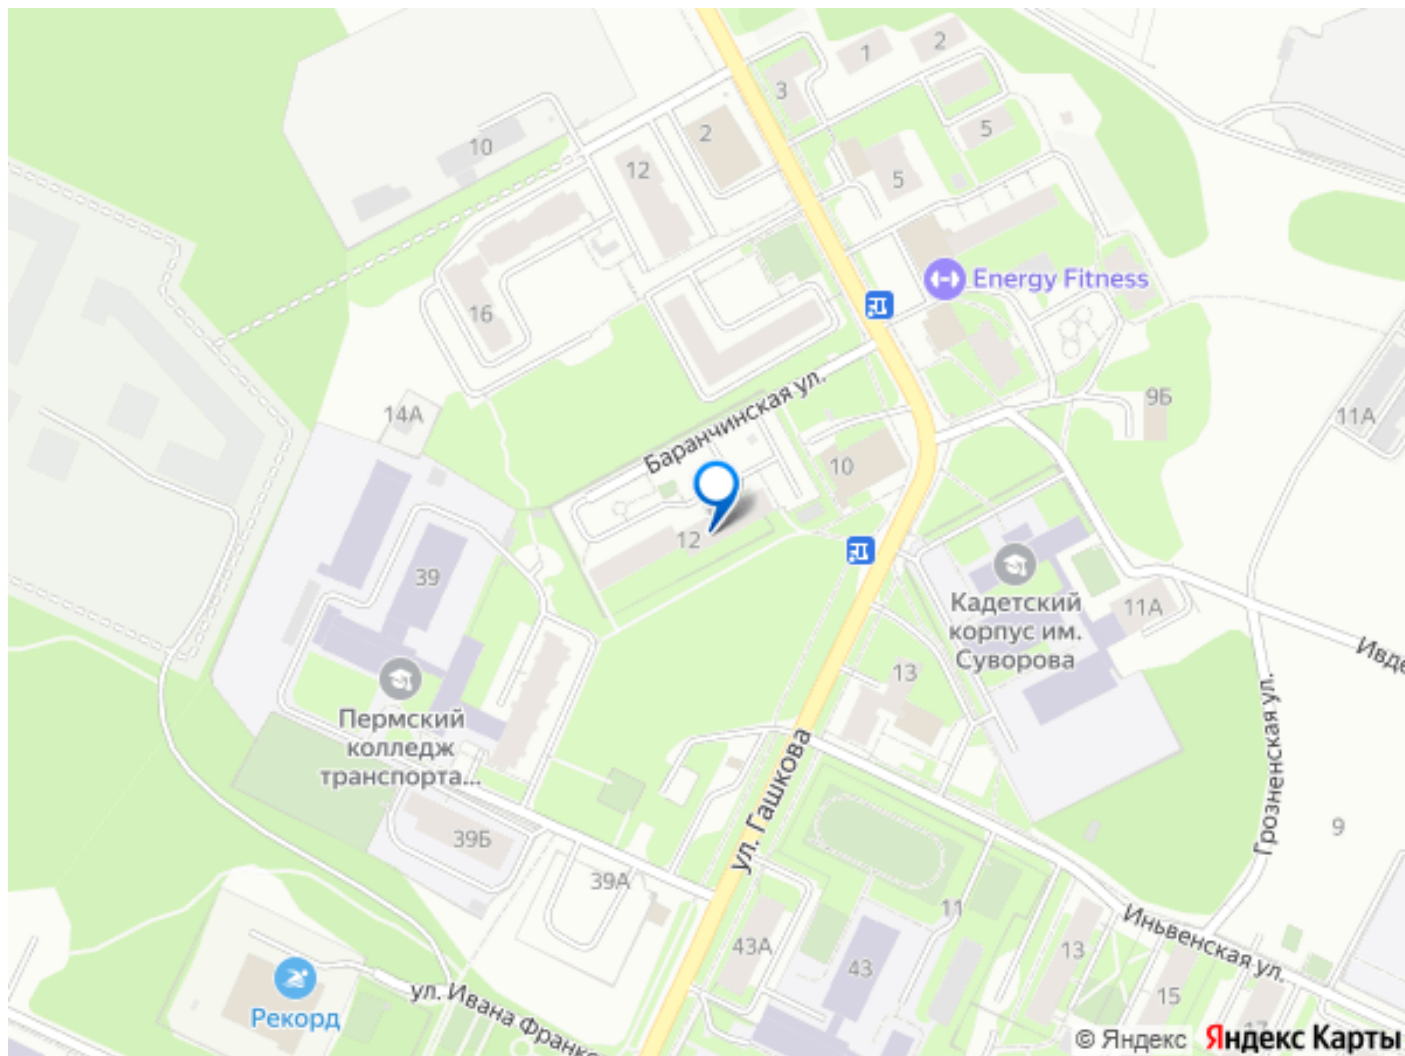 1
2
3
2
5
10
12
5
Energy Fitness
16
9Б
11А
14А
Баранчинская ул.
10
12
39
Кадетский
корпус им.
Суворова
11А
Ивде
13
Грозненская ул.
Пермский
колледж
транспорта...
ул. Гашкова
9
39Б
39А
11
Иньвенская ул.
43А
43
13
15
17
Рекорд
ул. Ивана Франко
© Яндекс Яндекс Карты